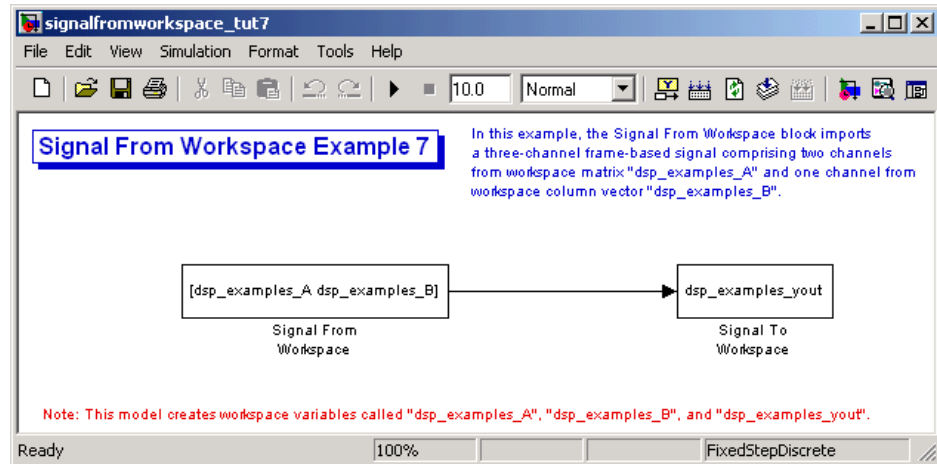 signalfromworkspace_tut7
File Edit View Simulation Format Tools Help
10.0 Normal
Signal From Workspace Example 7
In this example, the Signal From Workspace block imports
a three-channel frame-based signal comprising two channels
from workspace matrix "dsp_examples_A" and one channel from
workspace column vector "dsp_examples_B".
[dsp_examples_A dsp_examples_B]
Signal From
Workspace
dsp_examples_yout
Signal To
Workspace
Note: This model creates workspace variables called "dsp_examples_A", "dsp_examples_B", and "dsp_examples_yout".
Ready 100% FixedStepDiscrete